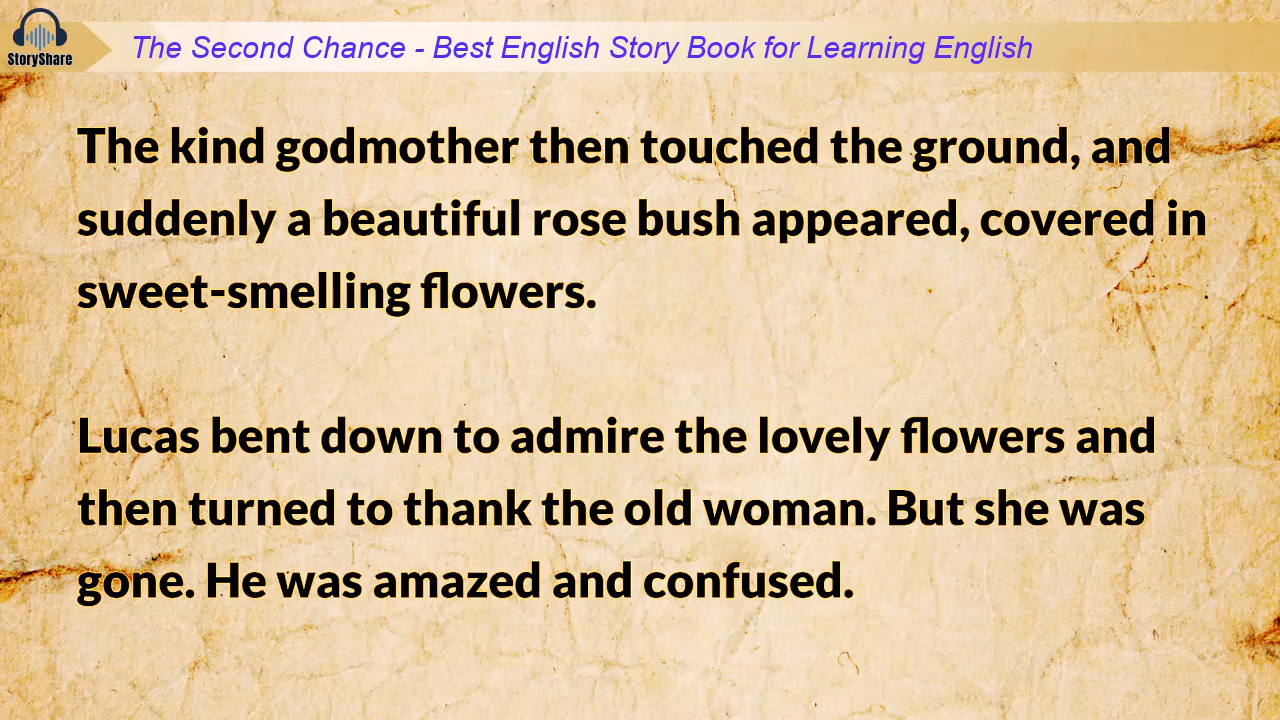 StoryShare
The Second Chance - Best English Story Book for Learning English
The kind godmother then touched the ground, and
suddenly a beautiful rose bush appeared, covered in
sweet-smelling flowers.
Lucas bent down to admire the lovely flowers and
then turned to thank the old woman. But she was
gone. He was amazed and confused.